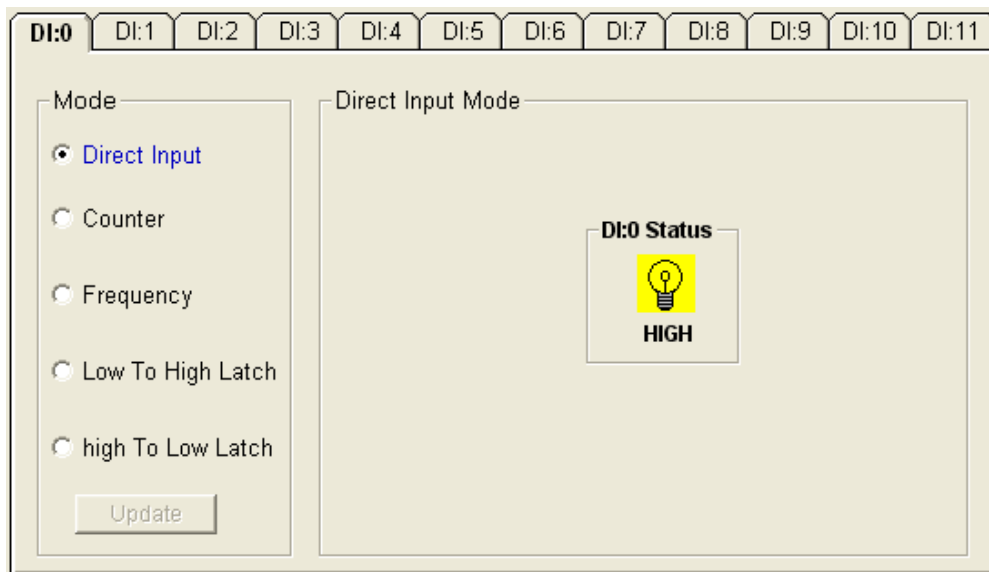 DI:0 DI:1 DI:2 DI:3 DI:4 DI:5 DI:6 DI:7 DI:8 DI:9 DI:10 DI:11
Mode
Direct Input
Counter
Frequency
Low To High Latch
high To Low Latch
Update
Direct Input Mode
DI:0 Status
HIGH